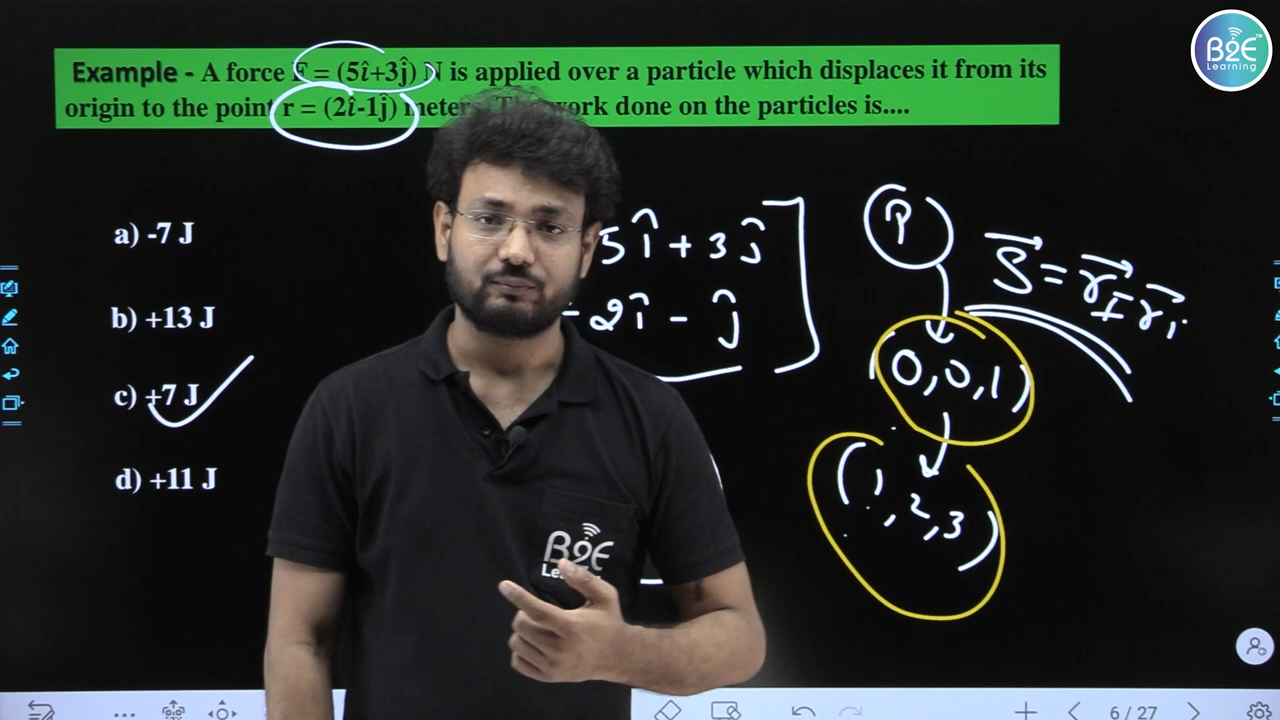 B2E
Learning
Example - A force F = (5î+3ĵ) N is applied over a particle which displaces it from its
origin to the point r = (2î-1ĵ) work done on the particles is....
a) -7 J
b) +13 J
c) +7 J
d) +11 J
5î + 3ĵ
2î - ĵ
P
(0,0,1)
(1,2,3)
B2E
6 / 27